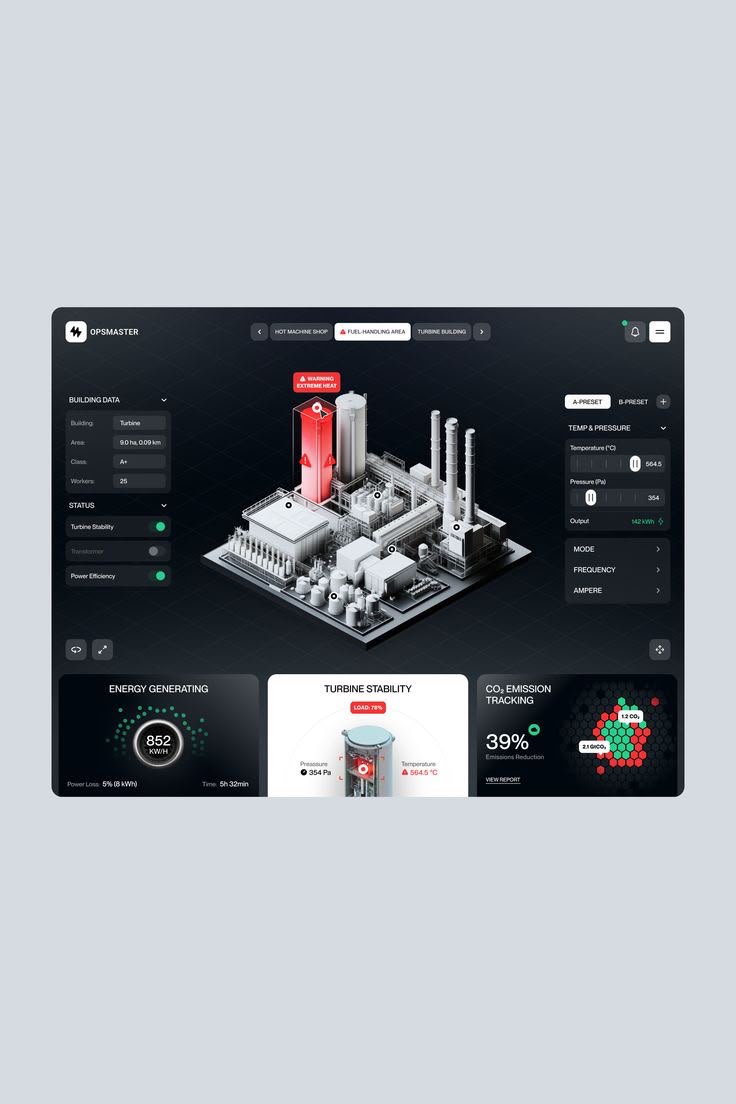 OPSMASTER
HOT MACHINE SHOP
FUEL-HANDLING AREA
TURBINE BUILDING
WARNING
EXTREME HEAT
BUILDING DATA
Building: Turbine
Area: 9.0 ha, 0.09 km
Class: A+
Workers: 25
STATUS
Turbine Stability
Transformer
Power Efficiency
A-PRESET
B-PRESET
TEMP & PRESSURE
Temperature (°C)
564.5
Pressure (Pa)
354
Output 142 kWh
MODE
FREQUENCY
AMPERE
ENERGY GENERATING
852
KW/H
Power Loss: 5% (8 kWh)
Time: 5h 32min
TURBINE STABILITY
LOAD: 78%
Preassure
354 Pa
Temperature
564.5 °C
CO₂ EMISSION
TRACKING
39%
Emissions Reduction
VIEW REPORT
1.2 CO₂
2.1 GtCO₂